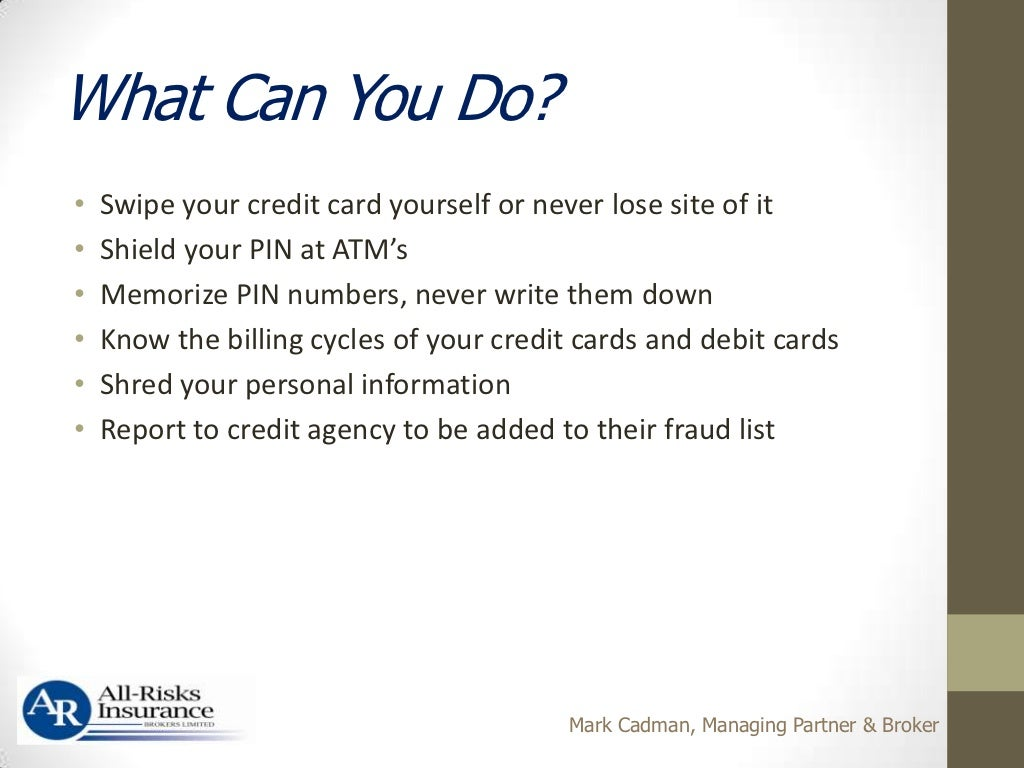 What Can You Do?
• Swipe your credit card yourself or never lose site of it
• Shield your PIN at ATM’s
• Memorize PIN numbers, never write them down
• Know the billing cycles of your credit cards and debit cards
• Shred your personal information
• Report to credit agency to be added to their fraud list
AR
All-Risks
Insurance
BROKERS LIMITED
Mark Cadman, Managing Partner & Broker